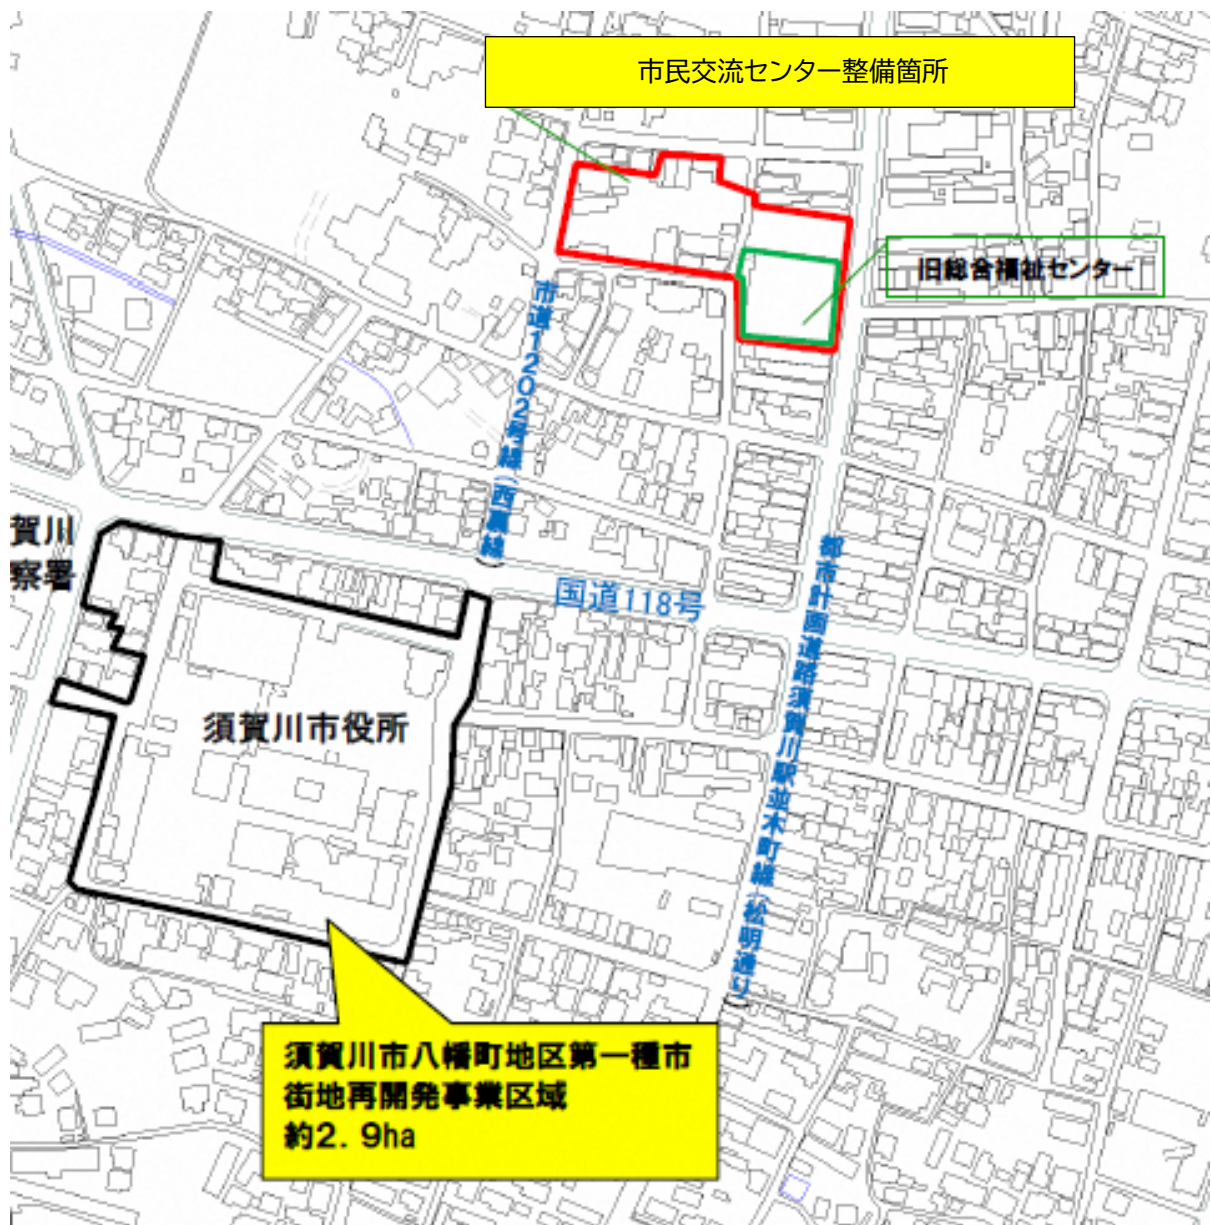 市民交流センター整備箇所
旧総合福祉センター
市道1202号線（西裏線）
賀川
察署
国道118号
都市計画道路須賀川駅並木町線（松明通り）
須賀川市役所
須賀川市八幡町地区第一種市
街地再開発事業区域
約2．9ha